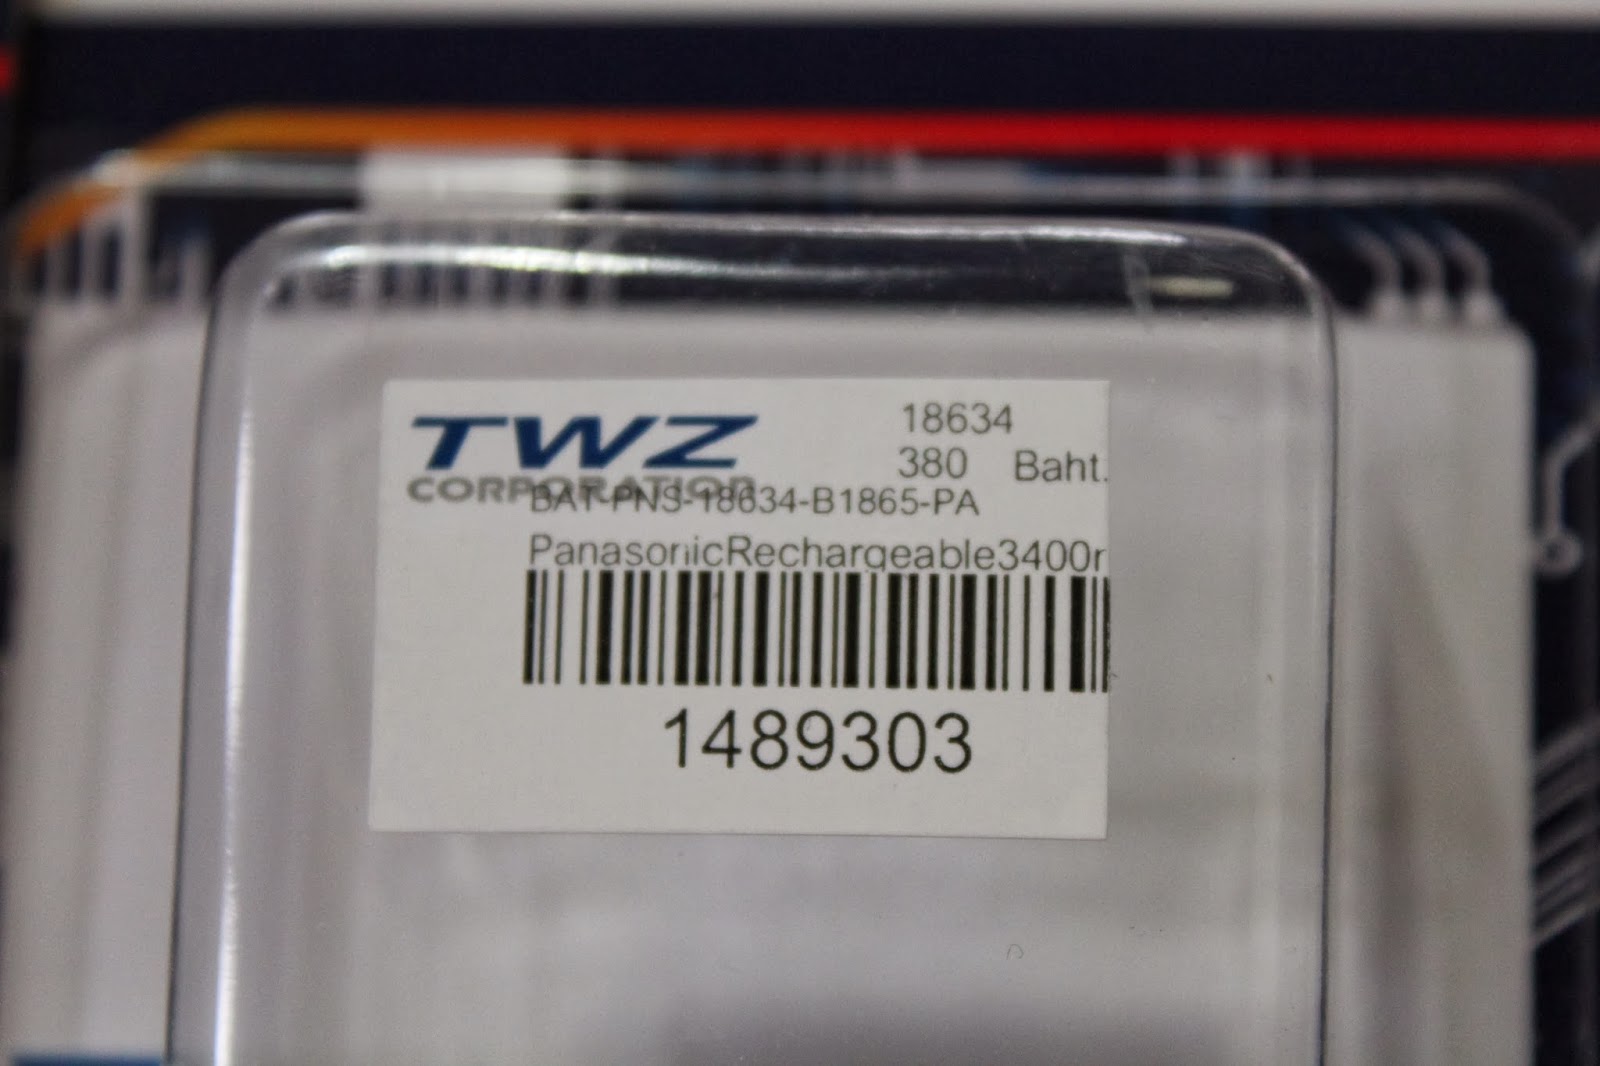 TWZ
CORPORATION
18634
380 Baht.
BAT-PNS-18634-B1865-PA
PanasonicRechargeable3400r
1489303